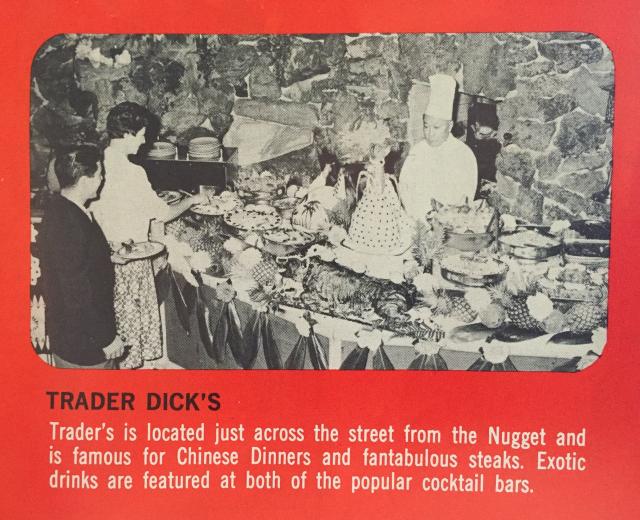 TRADER DICK'S
Trader's is located just across the street from the Nugget and
is famous for Chinese Dinners and fantabulous steaks. Exotic
drinks are featured at both of the popular cocktail bars.